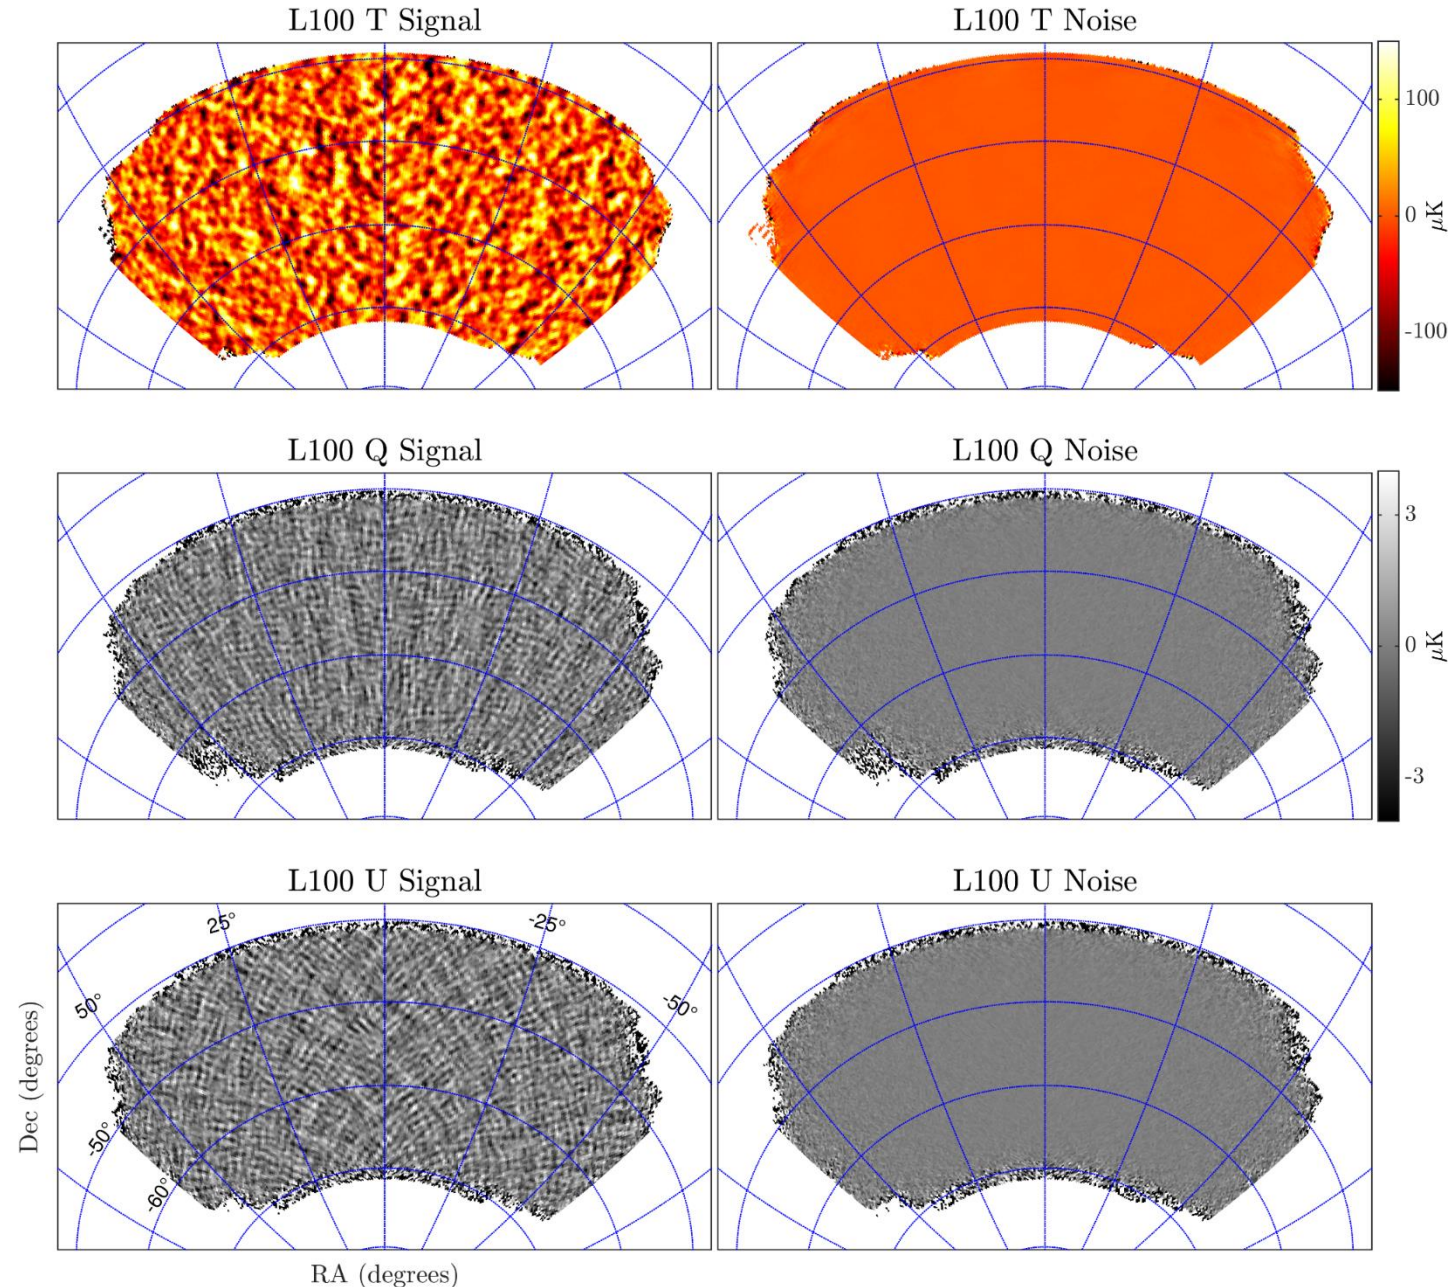 L100 T Signal
L100 T Noise
100
0
-100
μK
L100 Q Signal
L100 Q Noise
3
0
-3
μK
L100 U Signal
L100 U Noise
25°
-25°
50°
-50°
-50°
-60°
Dec (degrees)
RA (degrees)